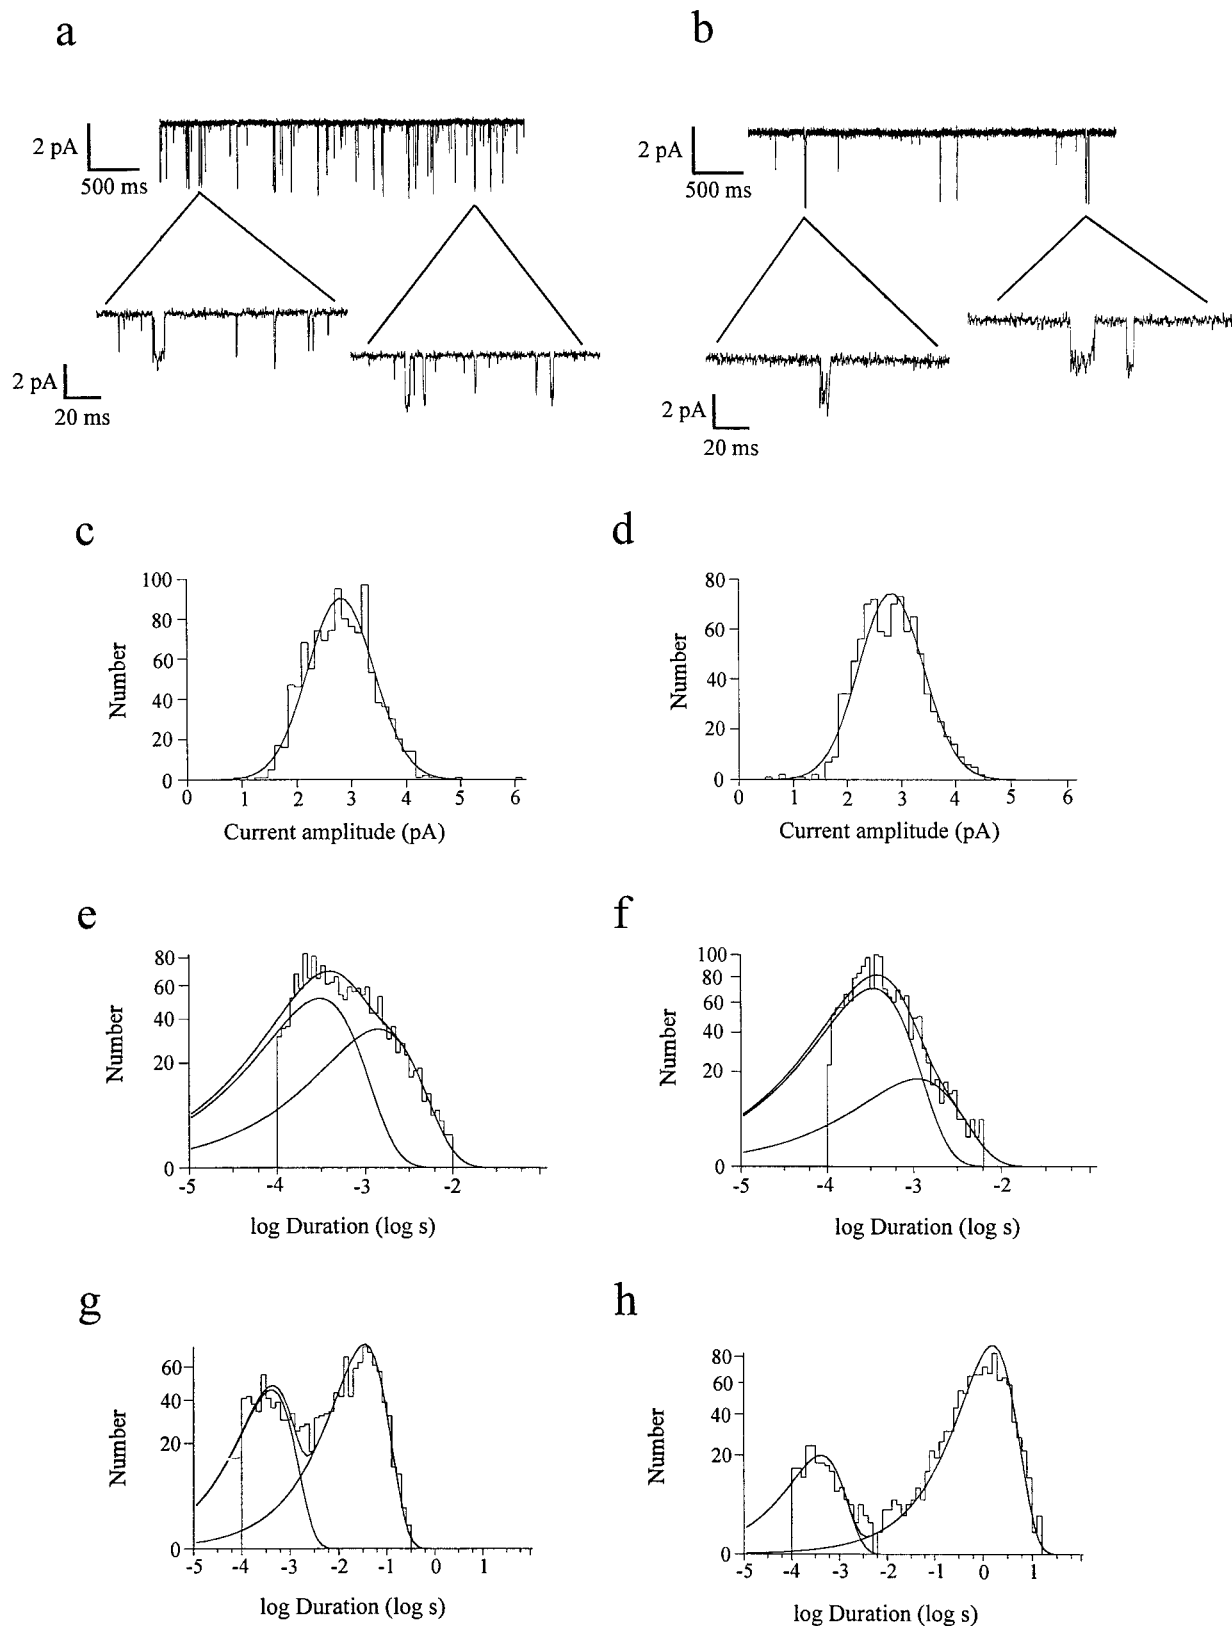 a
b
2 pA
500 ms
2 pA
500 ms
2 pA
20 ms
2 pA
20 ms
c
d
100
80
60
40
20
0
Number
0 1 2 3 4 5 6
Current amplitude (pA)
80
60
40
20
0
Number
0 1 2 3 4 5 6
Current amplitude (pA)
e
f
80
60
40
20
0
Number
-5 -4 -3 -2
log Duration (log s)
100
80
60
40
20
0
Number
-5 -4 -3 -2
log Duration (log s)
g
h
60
40
20
0
Number
-5 -4 -3 -2 -1 0 1
log Duration (log s)
80
60
40
20
0
Number
-5 -4 -3 -2 -1 0 1
log Duration (log s)